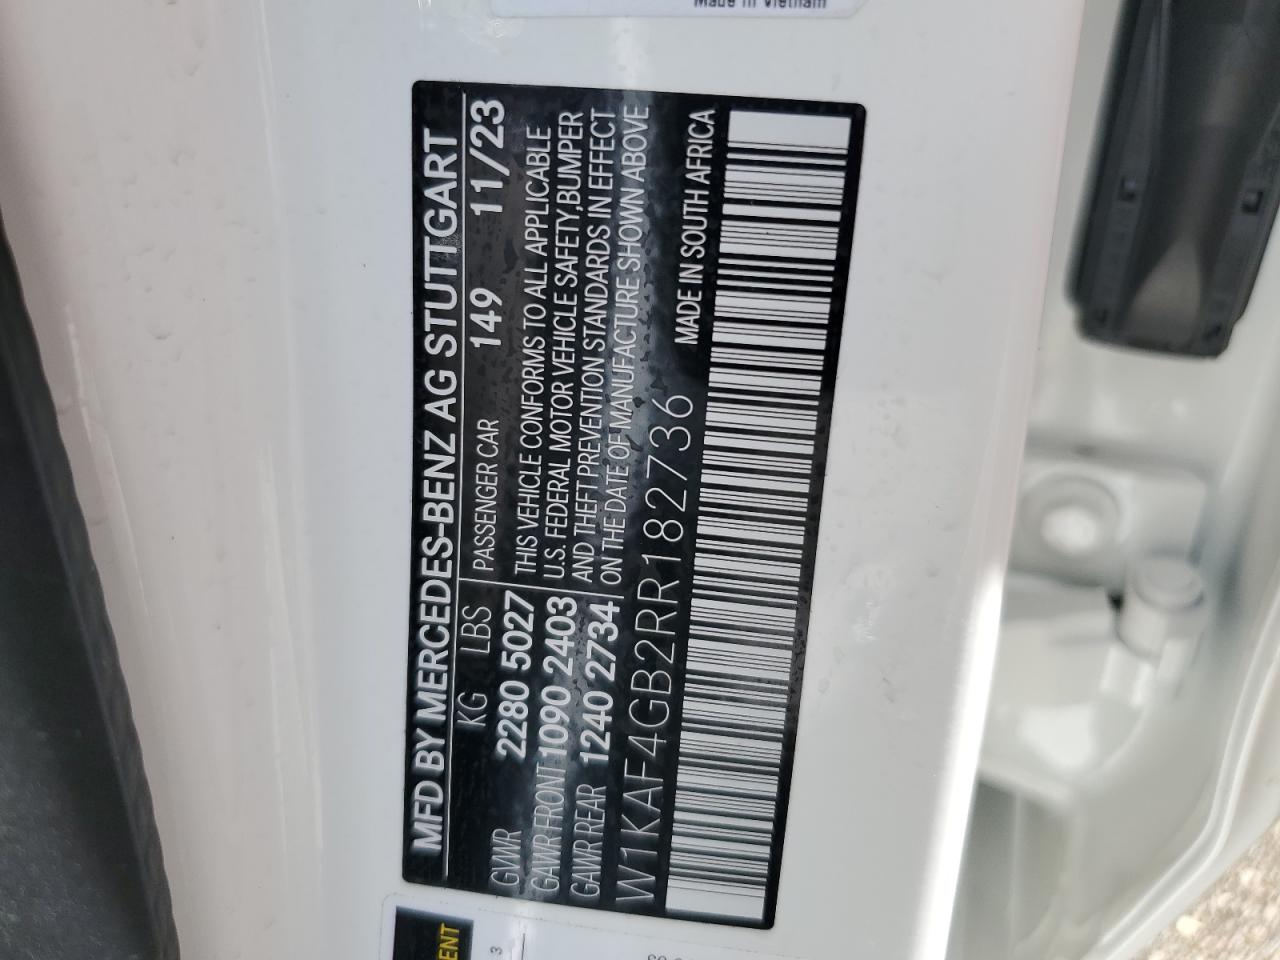 Made in Vietnam
MFD BY MERCEDES-BENZ AG STUTTGART
KG LBS PASSENGER CAR 149 11/23
GVWR 2280 5027
GAWR FRONT 1090 2403
GAWR REAR 1240 2734
THIS VEHICLE CONFORMS TO ALL APPLICABLE
U.S. FEDERAL MOTOR VEHICLE SAFETY,BUMPER
AND THEFT PREVENTION STANDARDS IN EFFECT
ON THE DATE OF MANUFACTURE SHOWN ABOVE
W1KAF4GB2RR182736 MADE IN SOUTH AFRICA
ENT
3